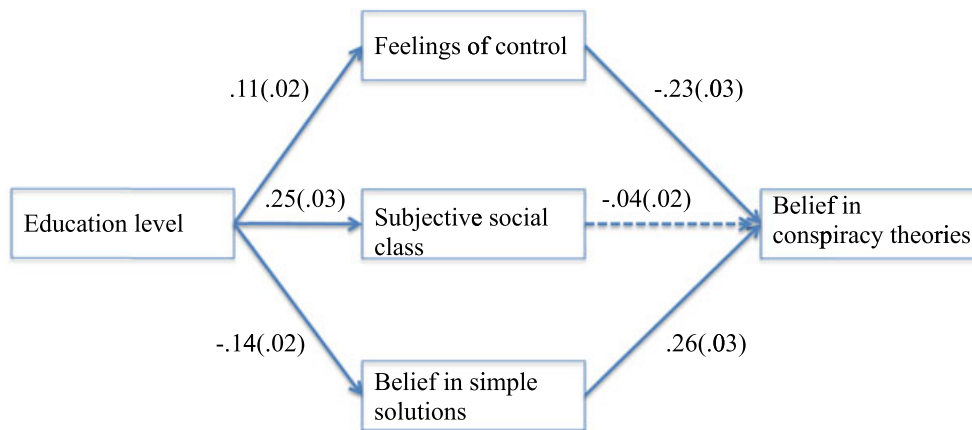 Feelings of control
.11(.02)
-.23(.03)
Education level
.25(.03)
Subjective social
class
-.04(.02)
Belief in
conspiracy theories
-.14(.02)
.26(.03)
Belief in simple
solutions